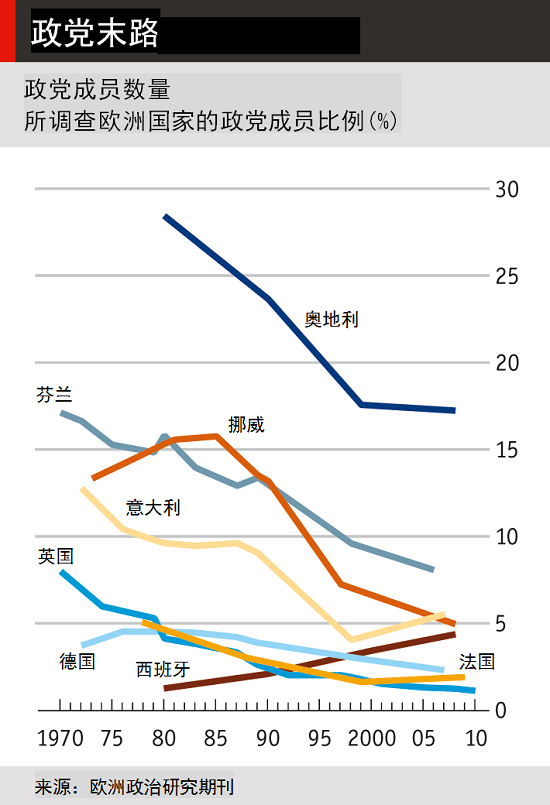 政党末路
政党成员数量
所调查欧洲国家的政党成员比例(%)
30
25
奥地利
20
芬兰
挪威
15
意大利
10
英国
5
德国
西班牙
法国
0
1970 75 80 85 90 95 2000 05 10
来源：欧洲政治研究期刊